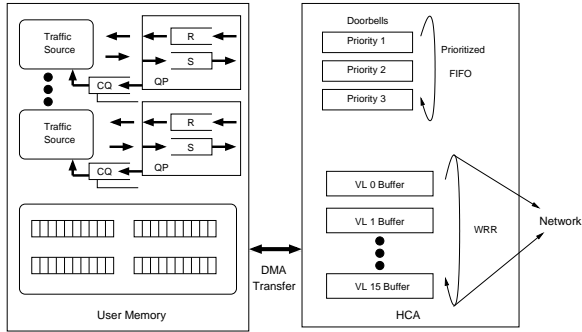 Traffic
Source
R
S
CQ
QP
Traffic
Source
R
S
CQ
QP
User Memory
DMA
Transfer
Doorbells
Priority 1
Priority 2
Priority 3
Prioritized
FIFO
VL 0 Buffer
VL 1 Buffer
VL 15 Buffer
WRR
HCA
Network